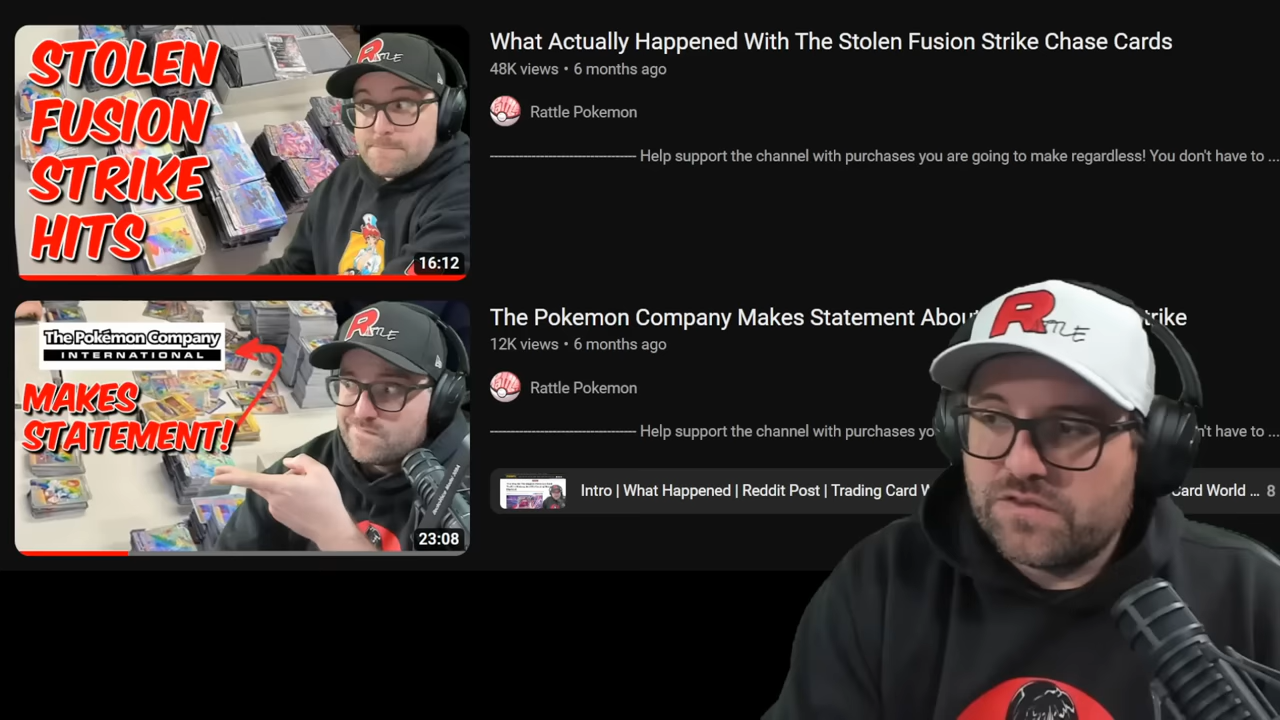 STOLEN
FUSION
STRIKE
HITS
16:12
What Actually Happened With The Stolen Fusion Strike Chase Cards
48K views • 6 months ago
Rattle Pokemon
Help support the channel with purchases you are going to make regardless! You don't have to ...
The Pokémon Company
INTERNATIONAL
MAKES
STATEMENT!
23:08
The Pokemon Company Makes Statement About
12K views • 6 months ago
Rattle Pokemon
Help support the channel with purchases 't have to ...
Intro | What Happened | Reddit Post | Trading Card Card World ... 8